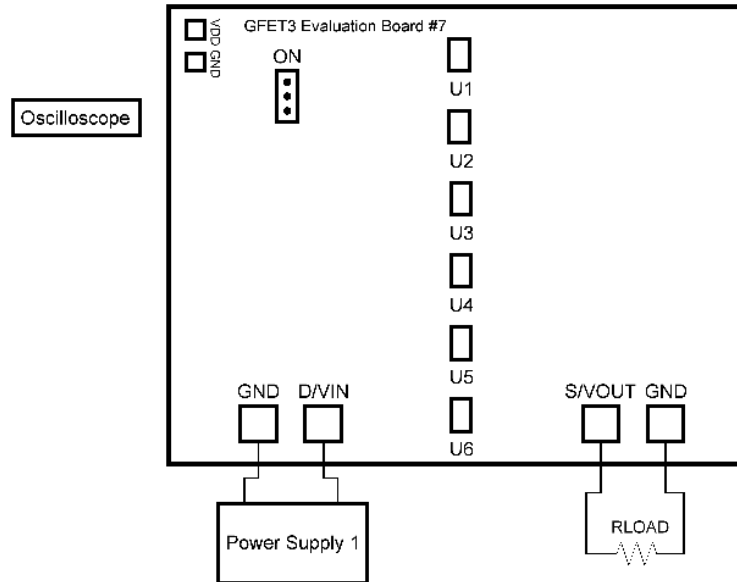 VDD
GND
GFET3 Evaluation Board #7
ON
Oscilloscope
U1
U2
U3
U4
U5
U6
GND D/VIN
S/VOUT GND
Power Supply 1
RLOAD